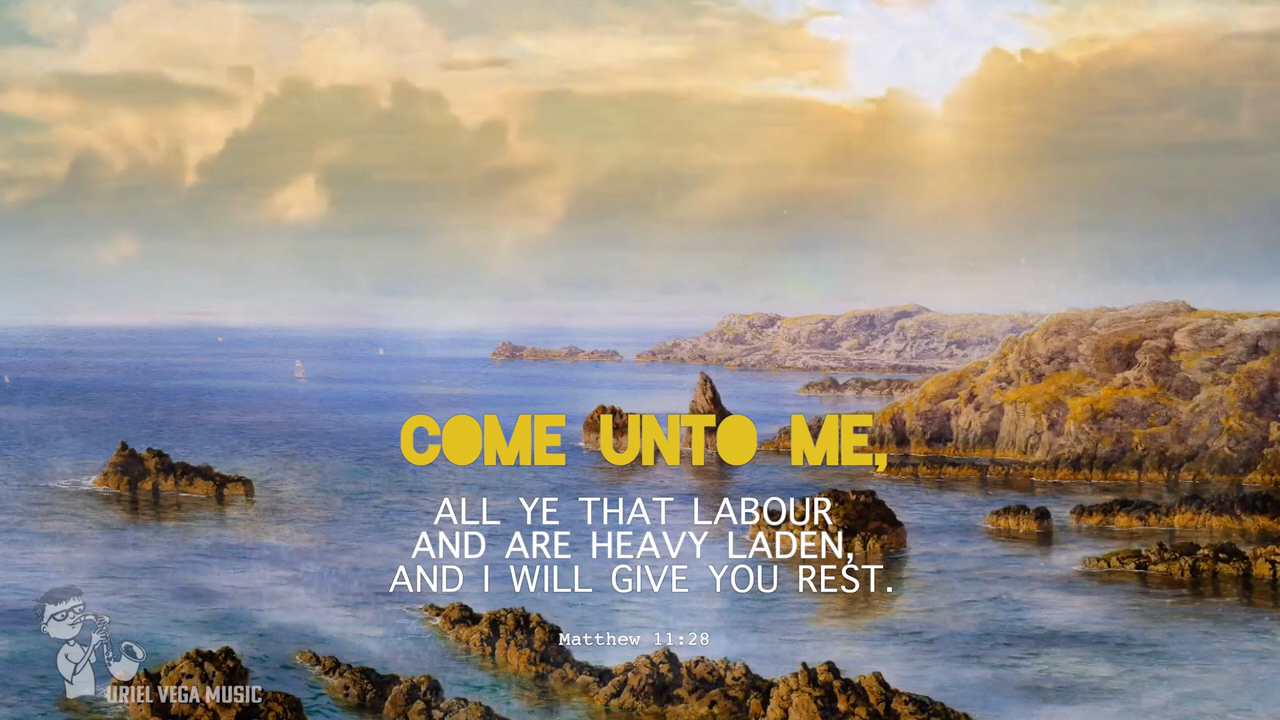 COME UNTO ME,
ALL YE THAT LABOUR
AND ARE HEAVY LADEN,
AND I WILL GIVE YOU REST.
Matthew 11:28
URIEL VEGA MUSIC